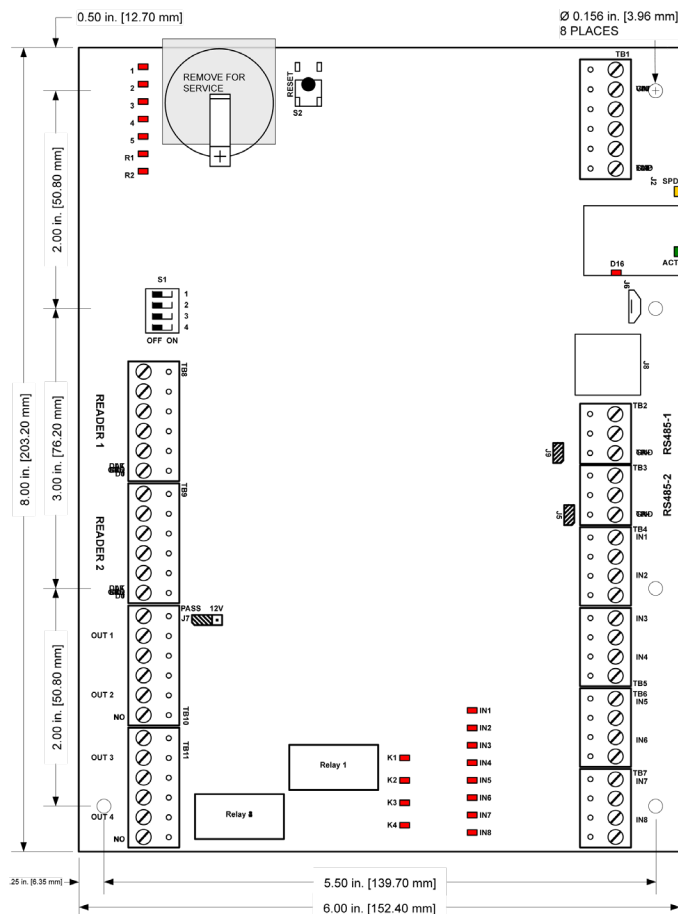 0.50 in. [12.70 mm]
Ø 0.156 in. [3.96 mm]
8 PLACES
TB1
1
2
3
4
5
R1
R2
REMOVE FOR
SERVICE
RESET
S2
J2
SPD
ACT
D16
J6
J8
2.00 in. [50.80 mm]
8.00 in. [203.20 mm]
3.00 in. [76.20 mm]
2.00 in. [50.80 mm]
S1
1
2
3
4
OFF ON
READER 1
TB8
READER 2
TB9
PASS 12V
J7
OUT 1
OUT 2
NO
TB10
OUT 3
TB11
OUT 4
NO
TB2
RS485-1
J9
TB3
RS485-2
J5
TB4
IN1
IN2
IN3
IN4
TB5
TB6
IN5
IN6
TB7
IN7
IN8
Relay 1
Relay
K1
K2
K3
K4
IN1
IN2
IN3
IN4
IN5
IN6
IN7
IN8
.25 in. [6.35 mm]
5.50 in. [139.70 mm]
6.00 in. [152.40 mm]